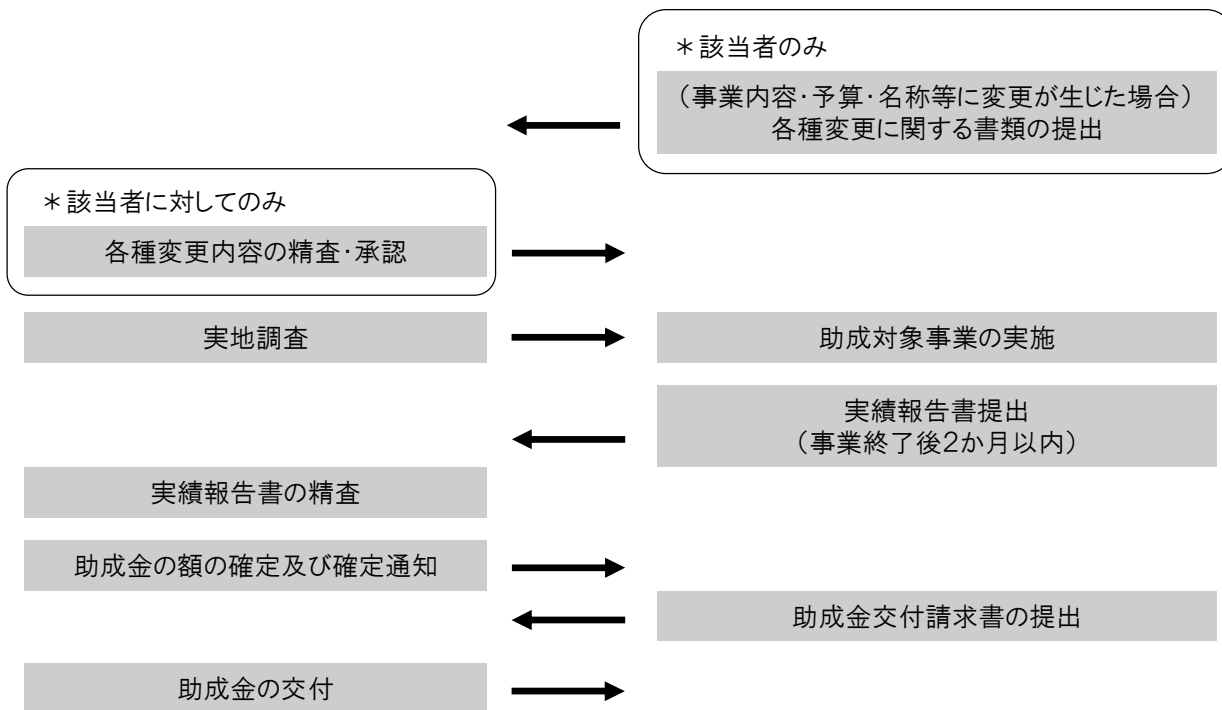 ＊該当者のみ
（事業内容・予算・名称等に変更が生じた場合）
各種変更に関する書類の提出
＊該当者に対してのみ
各種変更内容の精査・承認
実地調査
助成対象事業の実施
実績報告書提出
（事業終了後2か月以内）
実績報告書の精査
助成金の額の確定及び確定通知
助成金交付請求書の提出
助成金の交付